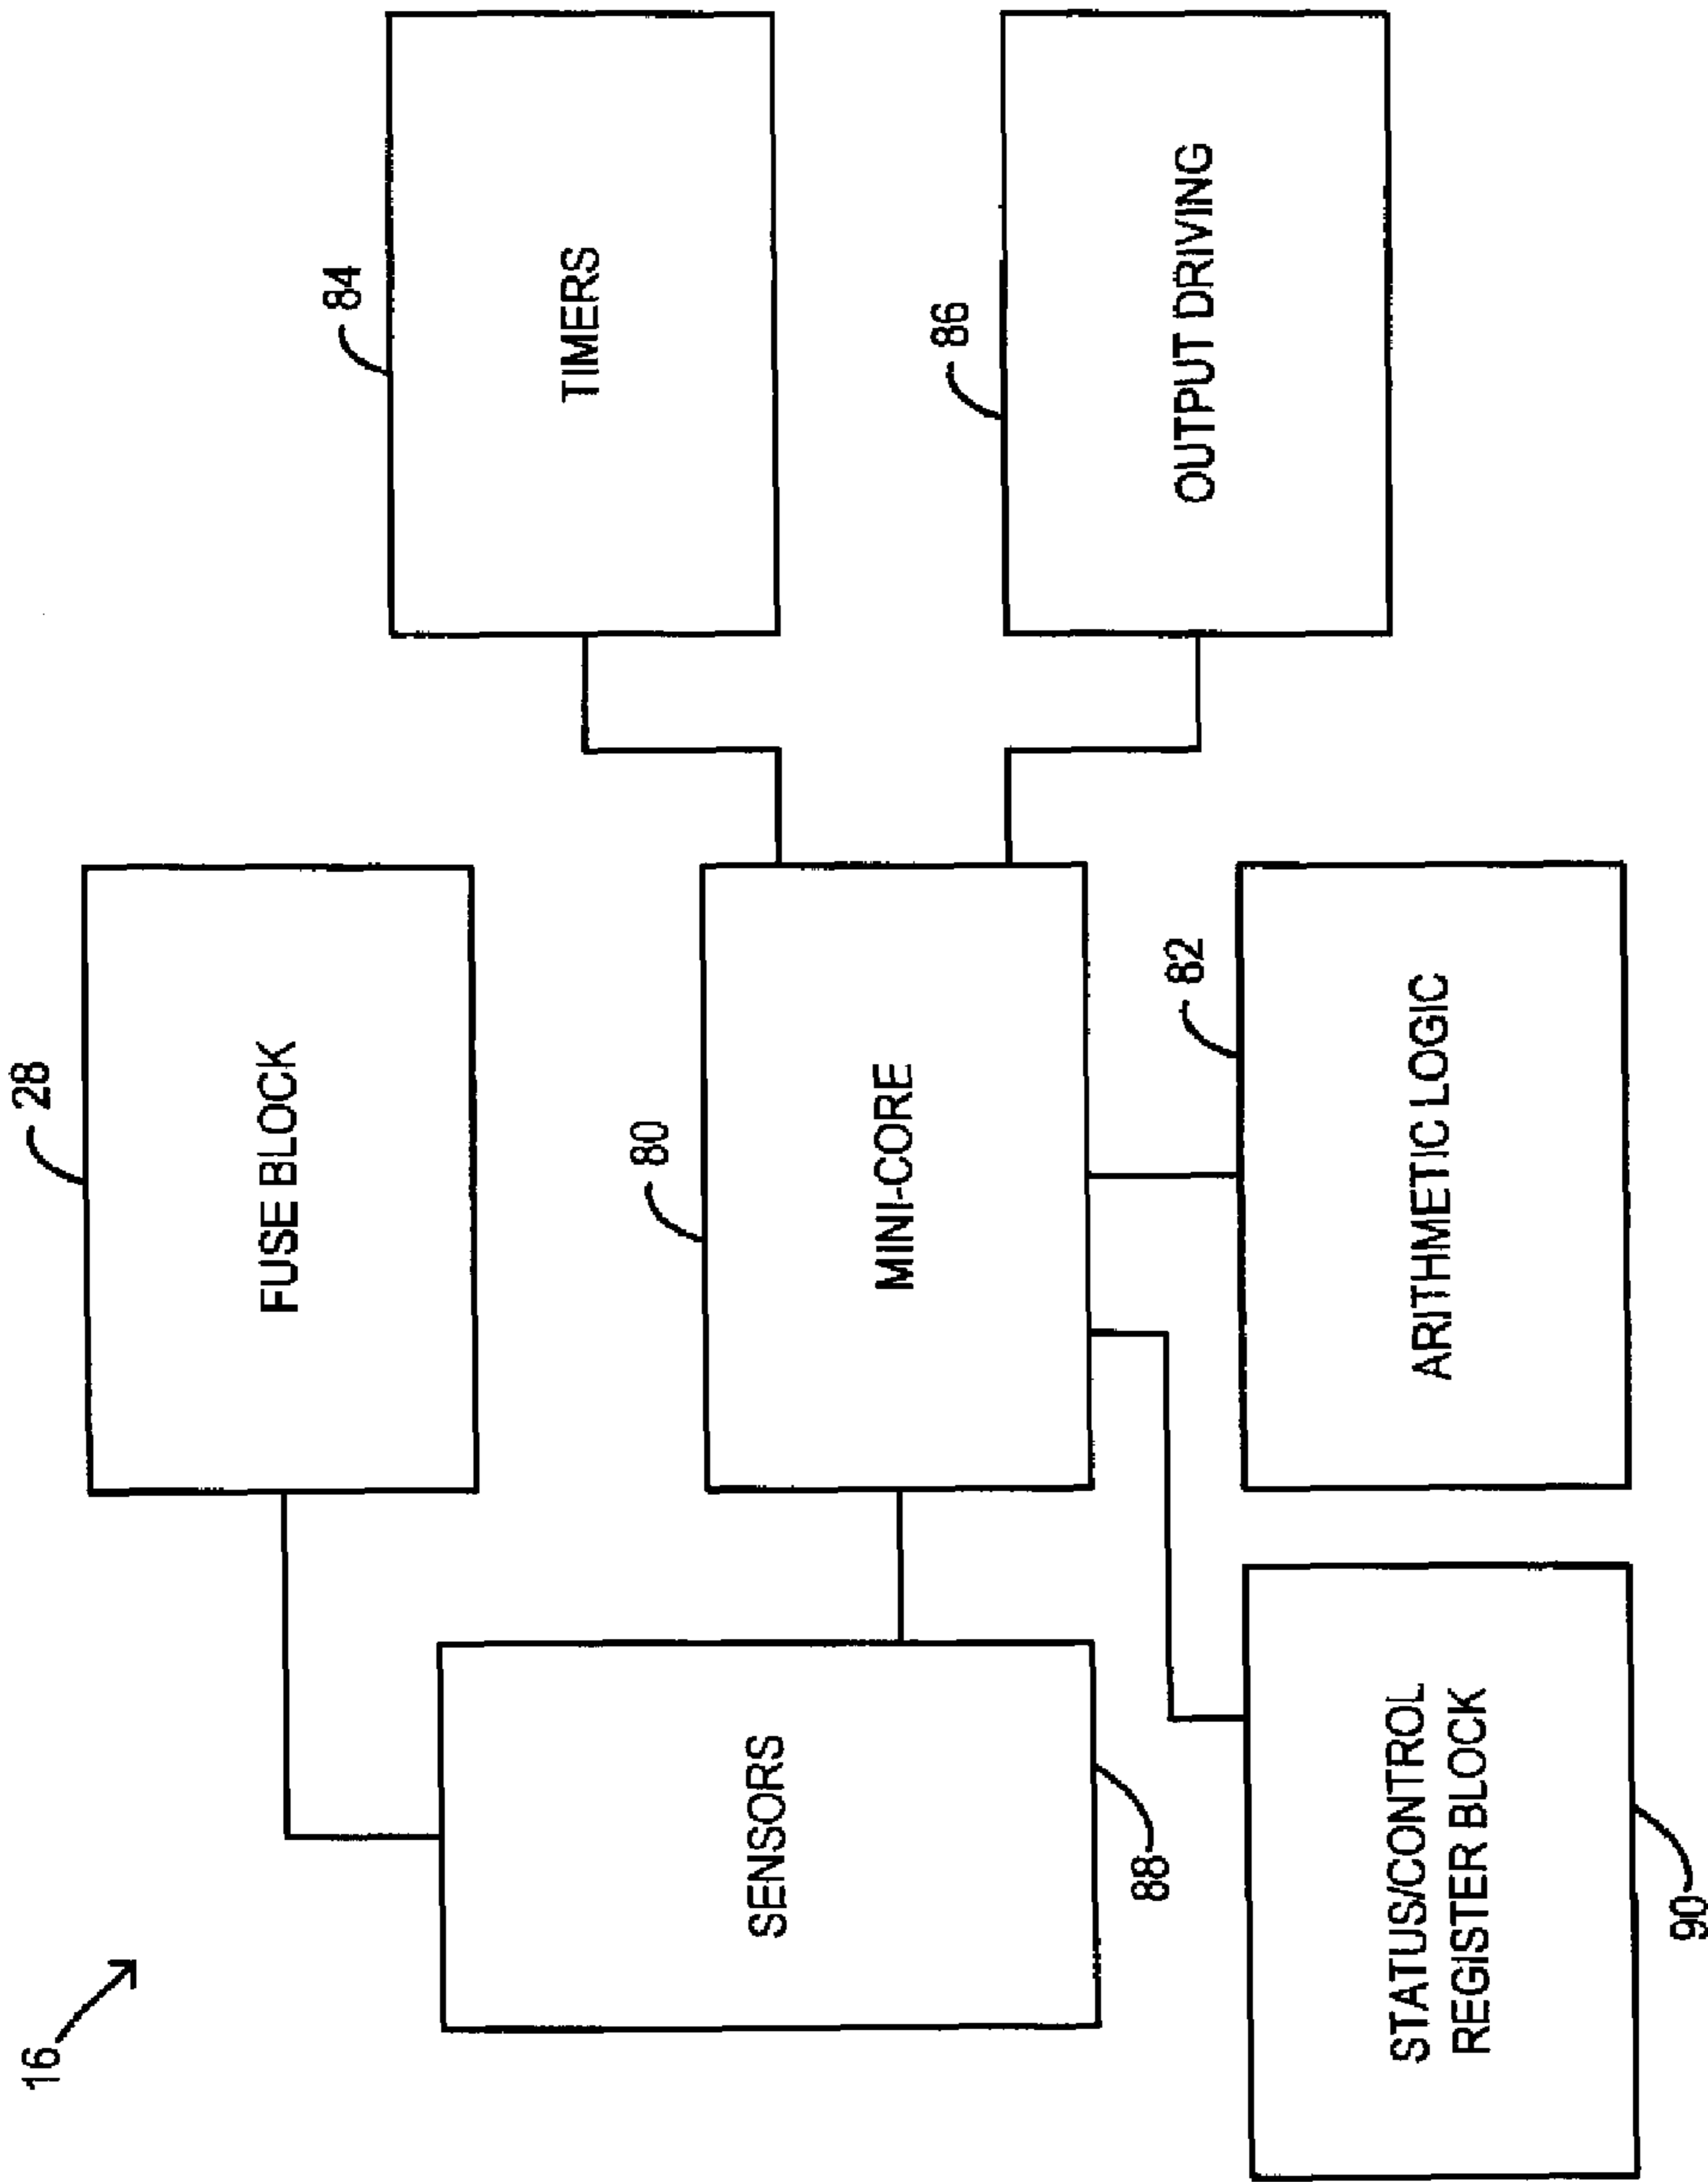 16
28
FUSE BLOCK
84
TIMERS
SENSORS
88
80
MINI-CORE
86
OUTPUT DRIVING
STATUS/CONTROL
REGISTER BLOCK
90
82
ARITHMETIC LOGIC